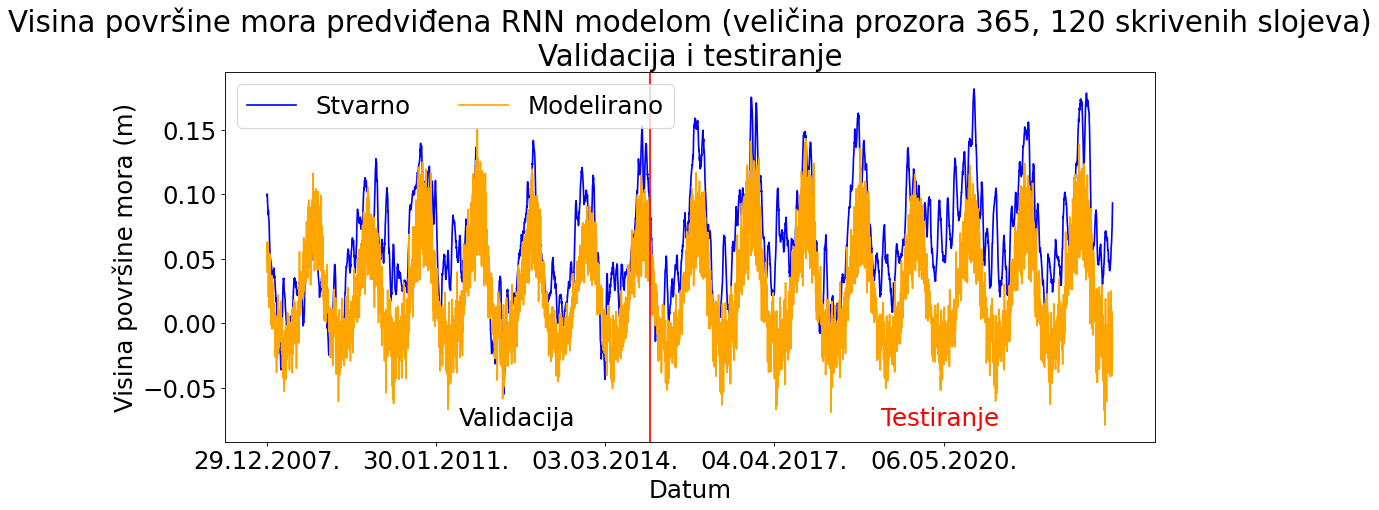 Visina površine mora predviđena RNN modelom (veličina prozora 365, 120 skrivenih slojeva)
Validacija i testiranje
Stvarno
Modelirano
Visina površine mora (m)
0.15
0.10
0.05
0.00
−0.05
Validacija
Testiranje
29.12.2007.
30.01.2011.
03.03.2014.
04.04.2017.
06.05.2020.
Datum